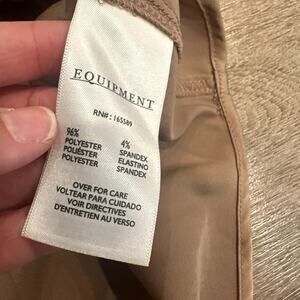 EQUIPMENT
RN#: 165589
96% 4%
POLYESTER SPANDEX
POLIÉSTER ELASTINO
POLYESTER SPANDEX
OVER FOR CARE
VOLTEAR PARA CUIDADO
VOIR DIRECTIVES
D'ENTRETIEN AU VERSO